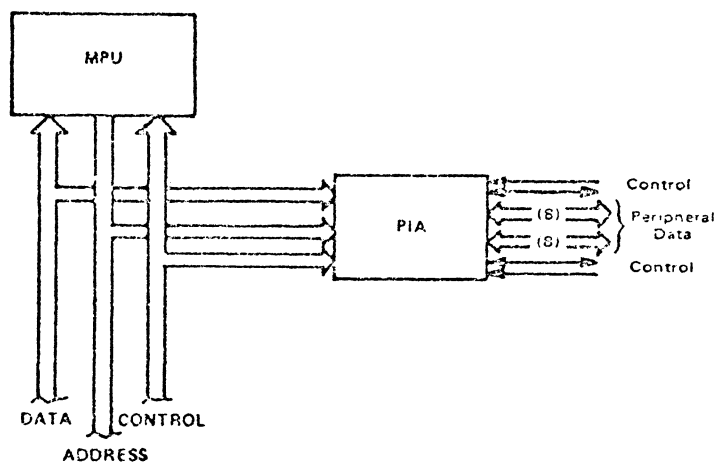 MPU
PIA
Control
(8)
Peripheral
Data
(8)
Control
DATA
CONTROL
ADDRESS